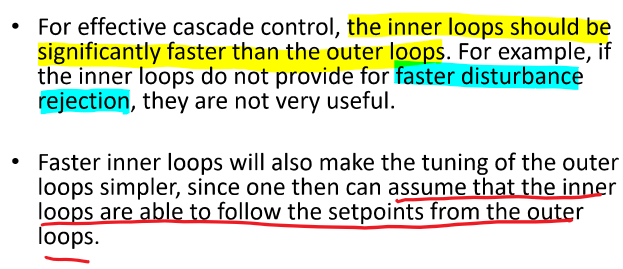 • For effective cascade control, the inner loops should be
significantly faster than the outer loops. For example, if
the inner loops do not provide for faster disturbance
rejection, they are not very useful.
• Faster inner loops will also make the tuning of the outer
loops simpler, since one then can assume that the inner
loops are able to follow the setpoints from the outer
loops.